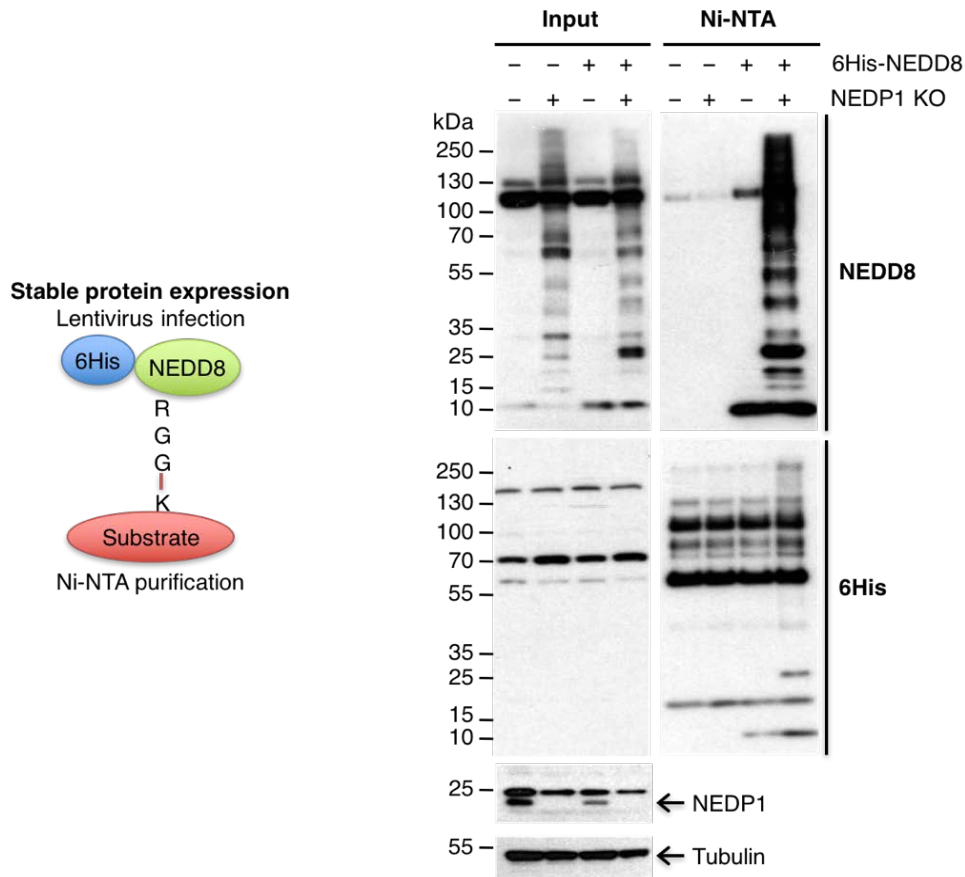 Stable protein expression
Lentivirus infection
6His
NEDD8
R
G
G
K
Substrate
Ni-NTA purification
Input Ni-NTA
– – + + – – + + 6His-NEDD8
– + – + – + – + NEDP1 KO
kDa
250
130
100
70
55
35
25
15
10
NEDD8
250
130
100
70
55
35
25
15
10
6His
25
NEDP1
55
Tubulin